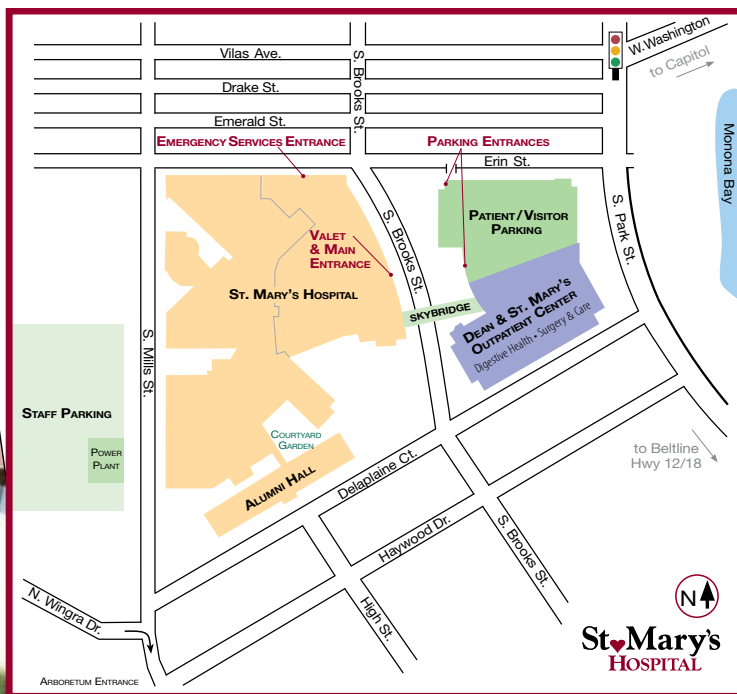 Vilas Ave.
Drake St.
Emerald St.
EMERGENCY SERVICES ENTRANCE
PARKING ENTRANCES
Erin St.
S. Brooks St.
W. Washington
to Capitol
Monona Bay
S. Park St.
PATIENT/VISITOR
PARKING
S. Brooks St.
VALET
& MAIN
ENTRANCE
ST. MARY'S HOSPITAL
SKYBRIDGE
DEAN & ST. MARY'S
OUTPATIENT CENTER
Digestive Health • Surgery & Care
S. Mills St.
STAFF PARKING
POWER
PLANT
COURTYARD
GARDEN
ALUMNI HALL
Delaplaine Ct.
to Beltline
Hwy 12/18
Haywood Dr.
S. Brooks St.
High St.
N. Wingra Dr.
ARBORETUM ENTRANCE
N
St Mary's
HOSPITAL